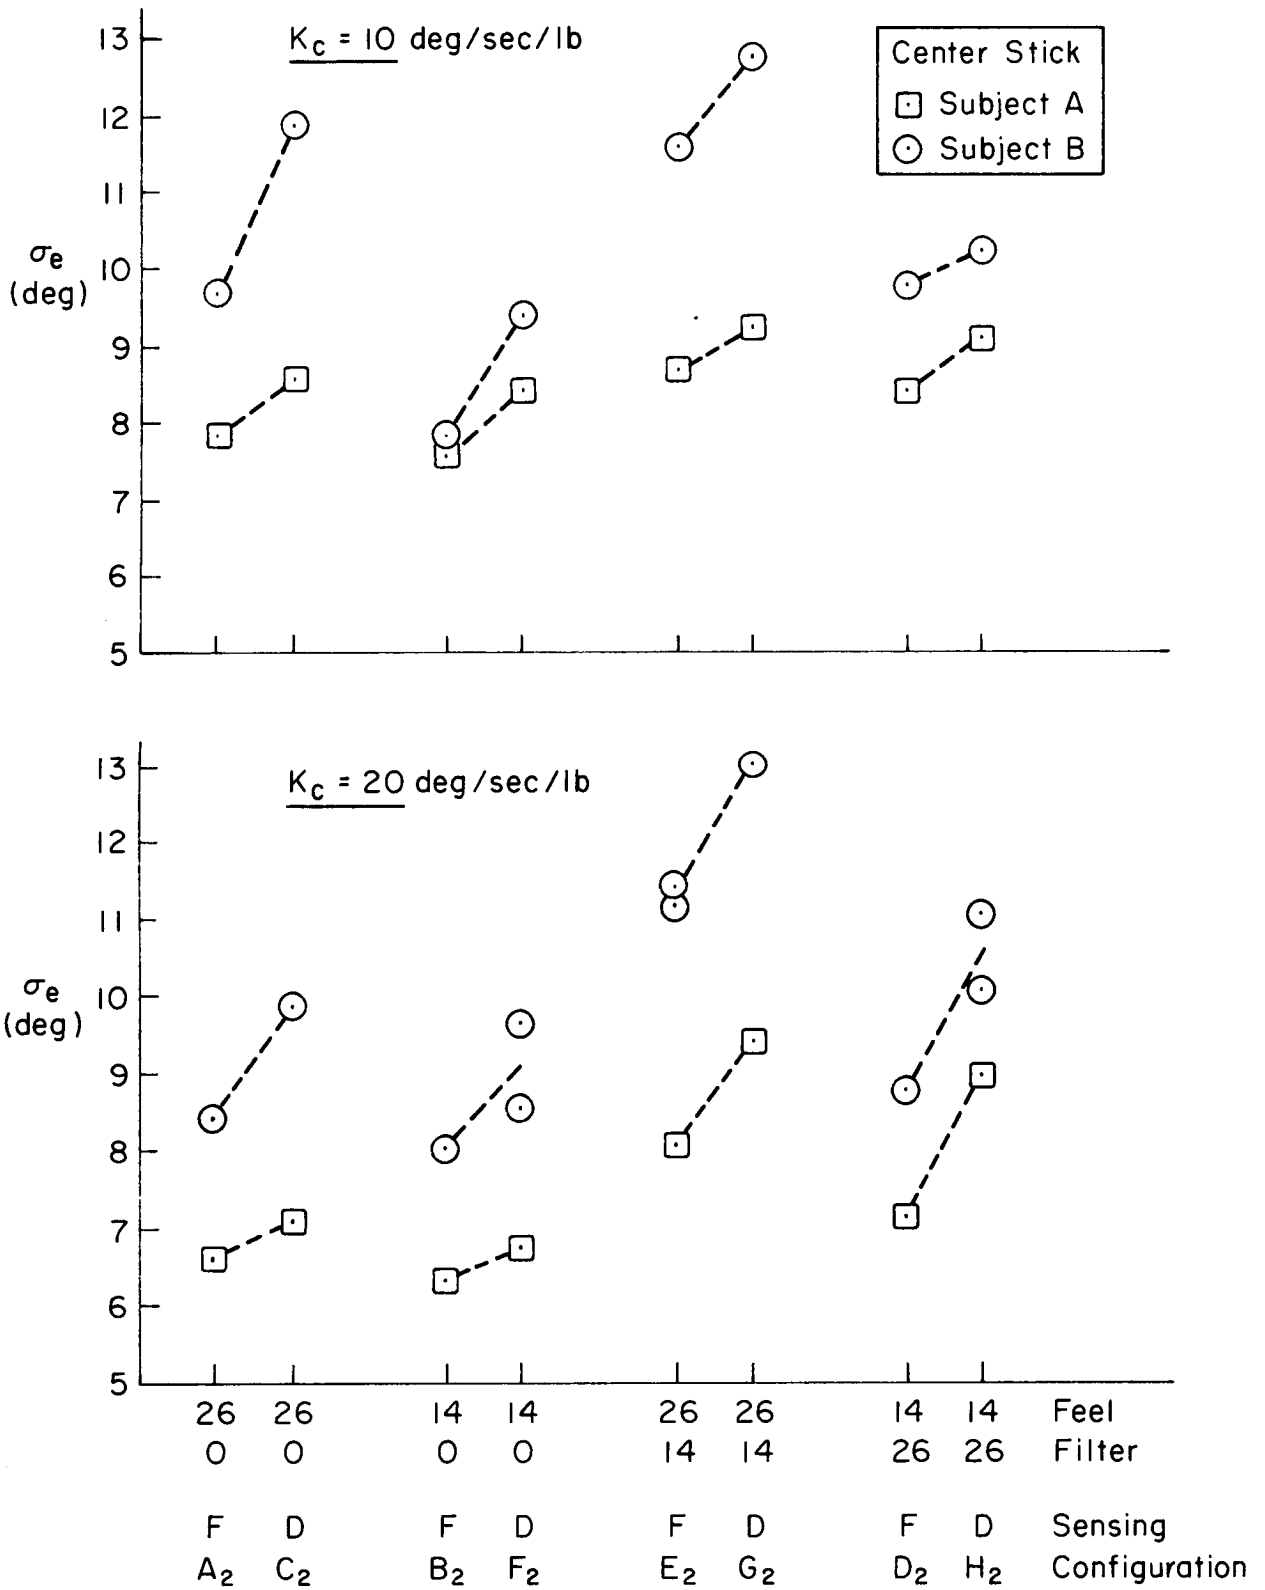 K_c = 10 deg/sec/lb
Center Stick
Subject A
Subject B
13
12
11
10
9
8
7
6
5
σ_e
(deg)
K_c = 20 deg/sec/lb
13
12
11
10
9
8
7
6
5
σ_e
(deg)
26 26 14 14 26 26 14 14 Feel
0 0 0 0 14 14 26 26 Filter
F D F D F D F D Sensing
A₂ C₂ B₂ F₂ E₂ G₂ D₂ H₂ Configuration